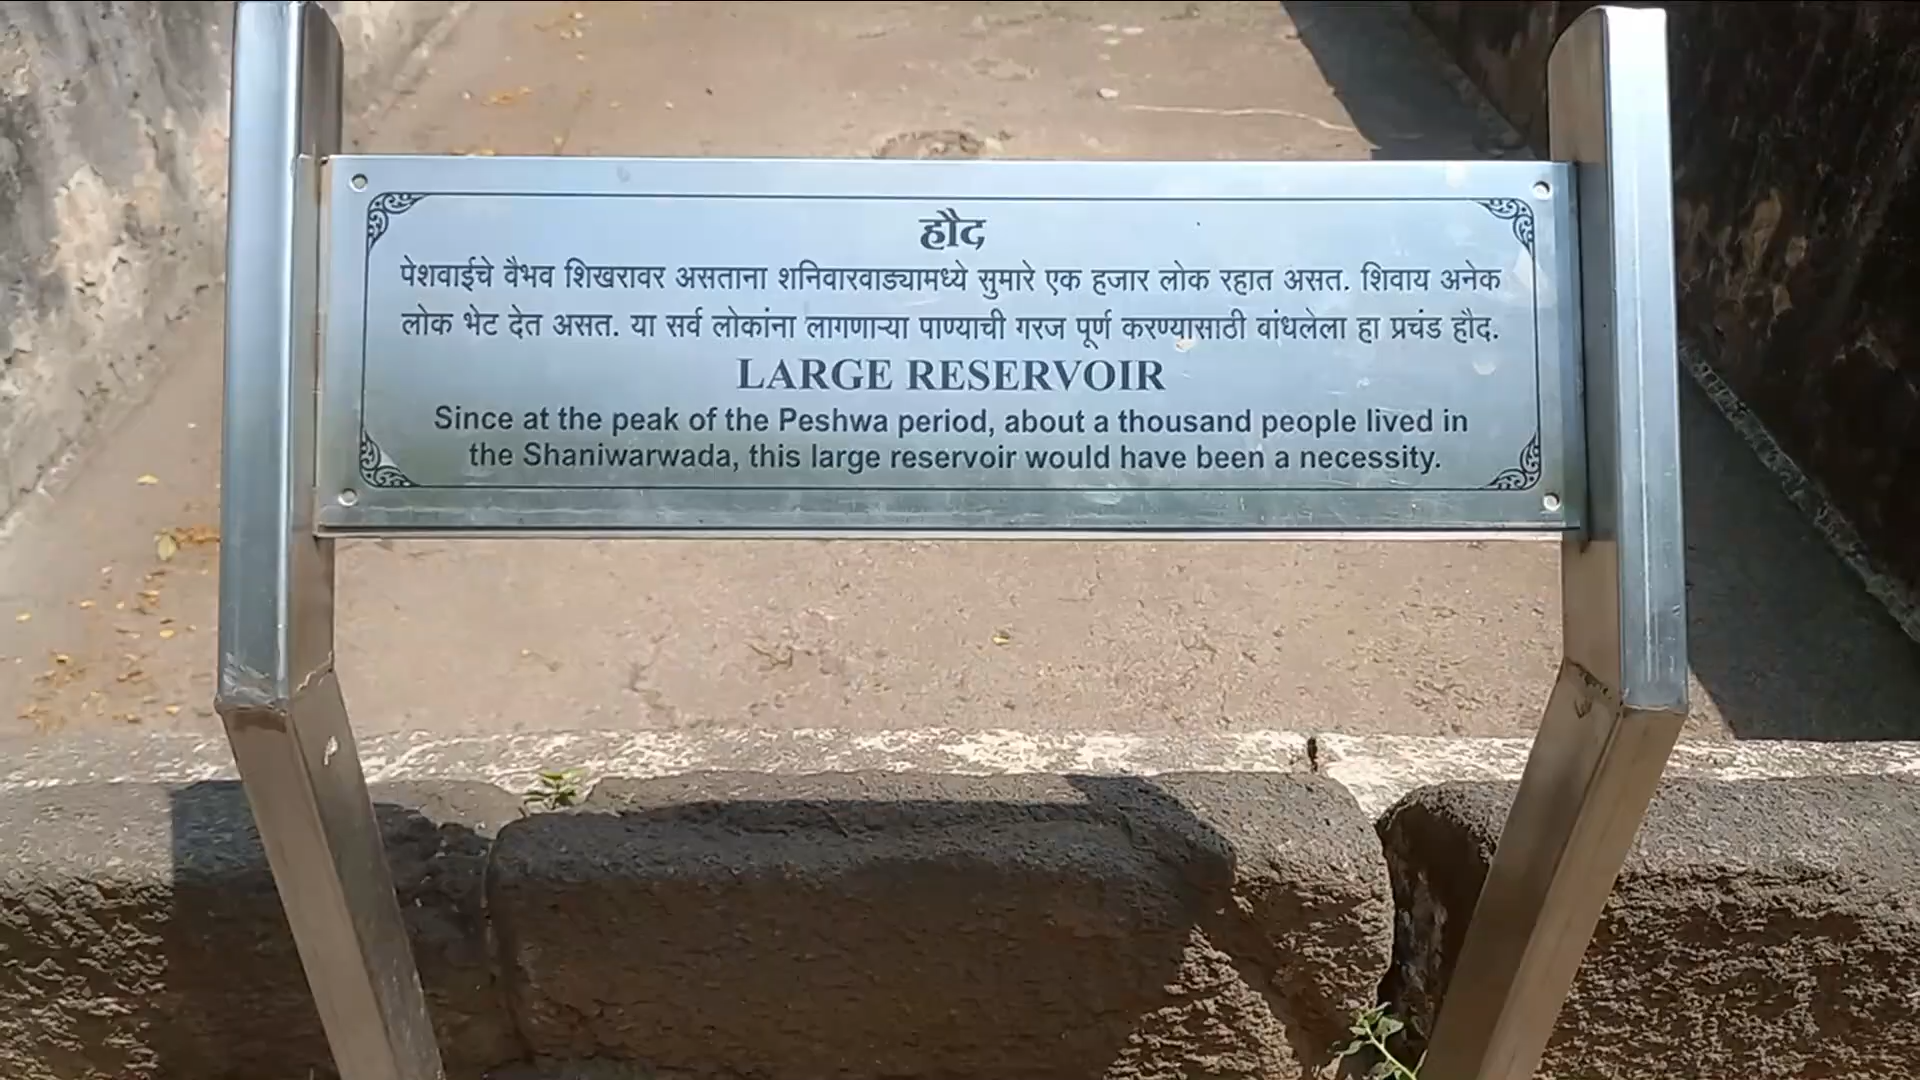 हौद
पेशवाईचे वैभव शिखरावर असताना शनिवारवाड्यामध्ये सुमारे एक हजार लोक रहात असत. शिवाय अनेक
लोक भेट देत असत. या सर्व लोकांना लागणाऱ्या पाण्याची गरज पूर्ण करण्यासाठी बांधलेला हा प्रचंड हौद.
LARGE RESERVOIR
Since at the peak of the Peshwa period, about a thousand people lived in
the Shaniwarwada, this large reservoir would have been a necessity.